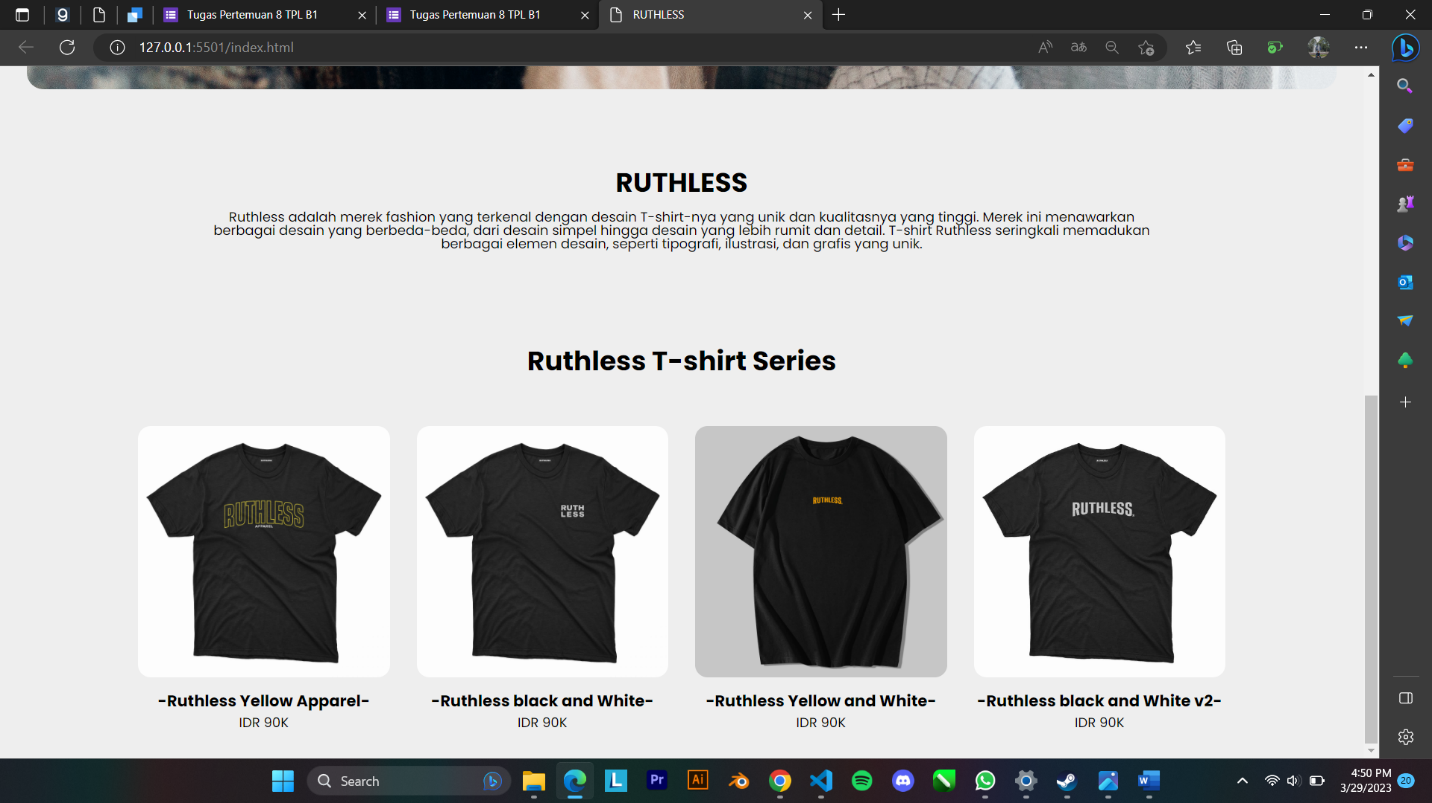 Tugas Pertemuan 8 TPL B1
Tugas Pertemuan 8 TPL B1
RUTHLESS
127.0.0.1:5501/index.html
RUTHLESS
Ruthless adalah merek fashion yang terkenal dengan desain T-shirt-nya yang unik dan kualitasnya yang tinggi. Merek ini menawarkan
berbagai desain yang berbeda-beda, dari desain simpel hingga desain yang lebih rumit dan detail. T-shirt Ruthless seringkali memadukan
berbagai elemen desain, seperti tipografi, ilustrasi, dan grafis yang unik.
Ruthless T-shirt Series
RUTHLESS
APPAREL
RUTH
LESS
RUTHLESS.
RUTHLESS.
-Ruthless Yellow Apparel-
IDR 90K
-Ruthless black and White-
IDR 90K
-Ruthless Yellow and White-
IDR 90K
-Ruthless black and White v2-
IDR 90K
Search
L
Pr
Ai
W
4:50 PM
3/29/2023
20